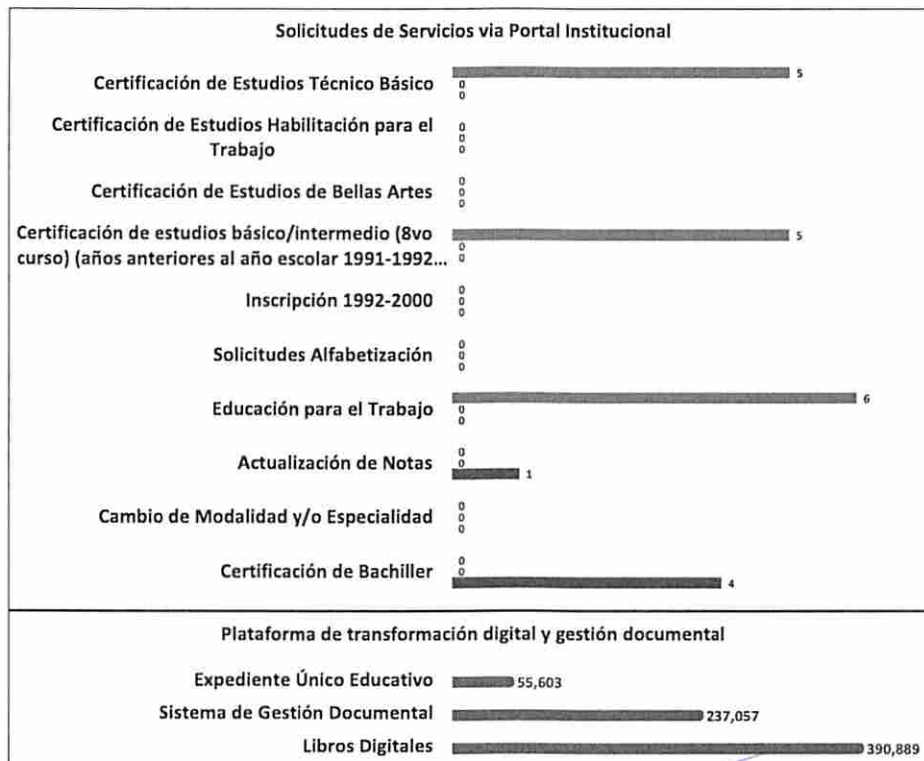 Solicitudes de Servicios via Portal Institucional
5
Certificación de Estudios Técnico Básico
0
0
Certificación de Estudios Habilitación para el
Trabajo
0
0
0
Certificación de Estudios de Bellas Artes
0
0
0
Certificación de estudios básico/intermedio (8vo
curso) (años anteriores al año escolar 1991-1992...
5
0
0
Inscripción 1992-2000
0
0
0
Solicitudes Alfabetización
0
0
0
Educación para el Trabajo
6
0
0
Actualización de Notas
0
0
1
Cambio de Modalidad y/o Especialidad
0
0
0
Certificación de Bachiller
0
0
4
Plataforma de transformación digital y gestión documental
Expediente Único Educativo 55,603
Sistema de Gestión Documental 237,057
Libros Digitales 390,889